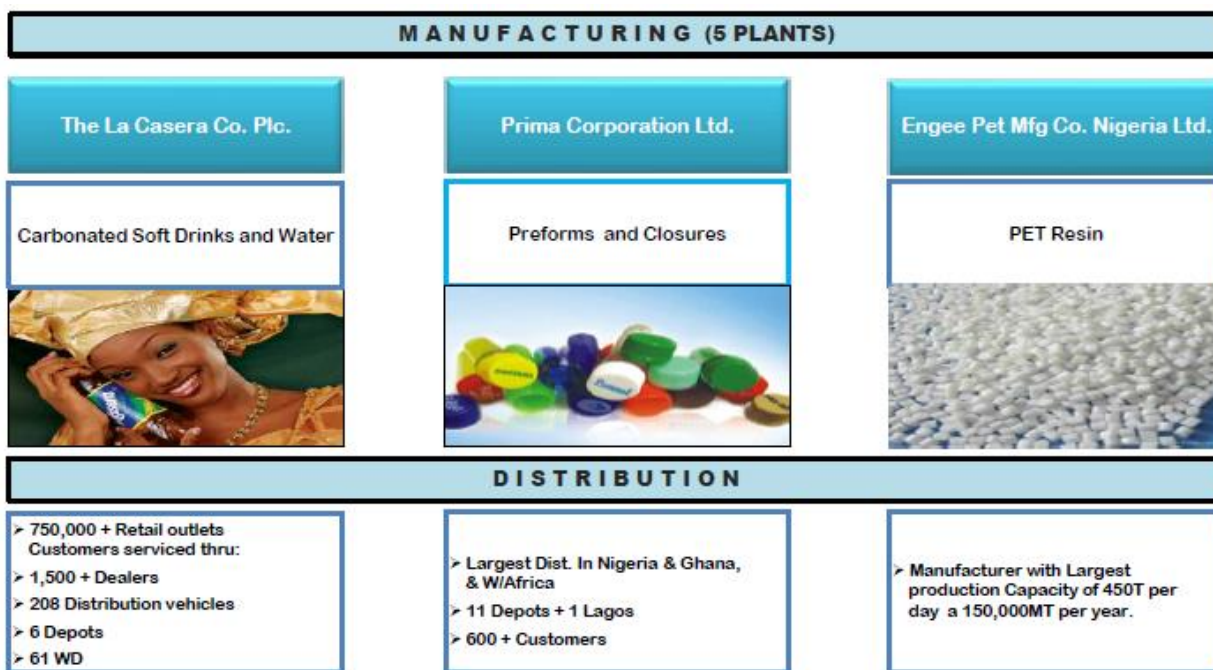 MANUFACTURING (5 PLANTS)
The La Casera Co. Plc.
Prima Corporation Ltd.
Engee Pet Mfg Co. Nigeria Ltd.
Carbonated Soft Drinks and Water
Preforms and Closures
PET Resin
DISTRIBUTION
➢ 750,000 + Retail outlets
Customers serviced thru:
➢ 1,500 + Dealers
➢ 208 Distribution vehicles
➢ 6 Depots
➢ 61 WD
➢ Largest Dist. In Nigeria & Ghana,
& W/Africa
➢ 11 Depots + 1 Lagos
➢ 600 + Customers
➢ Manufacturer with Largest
production Capacity of 450T per
day a 150,000MT per year.